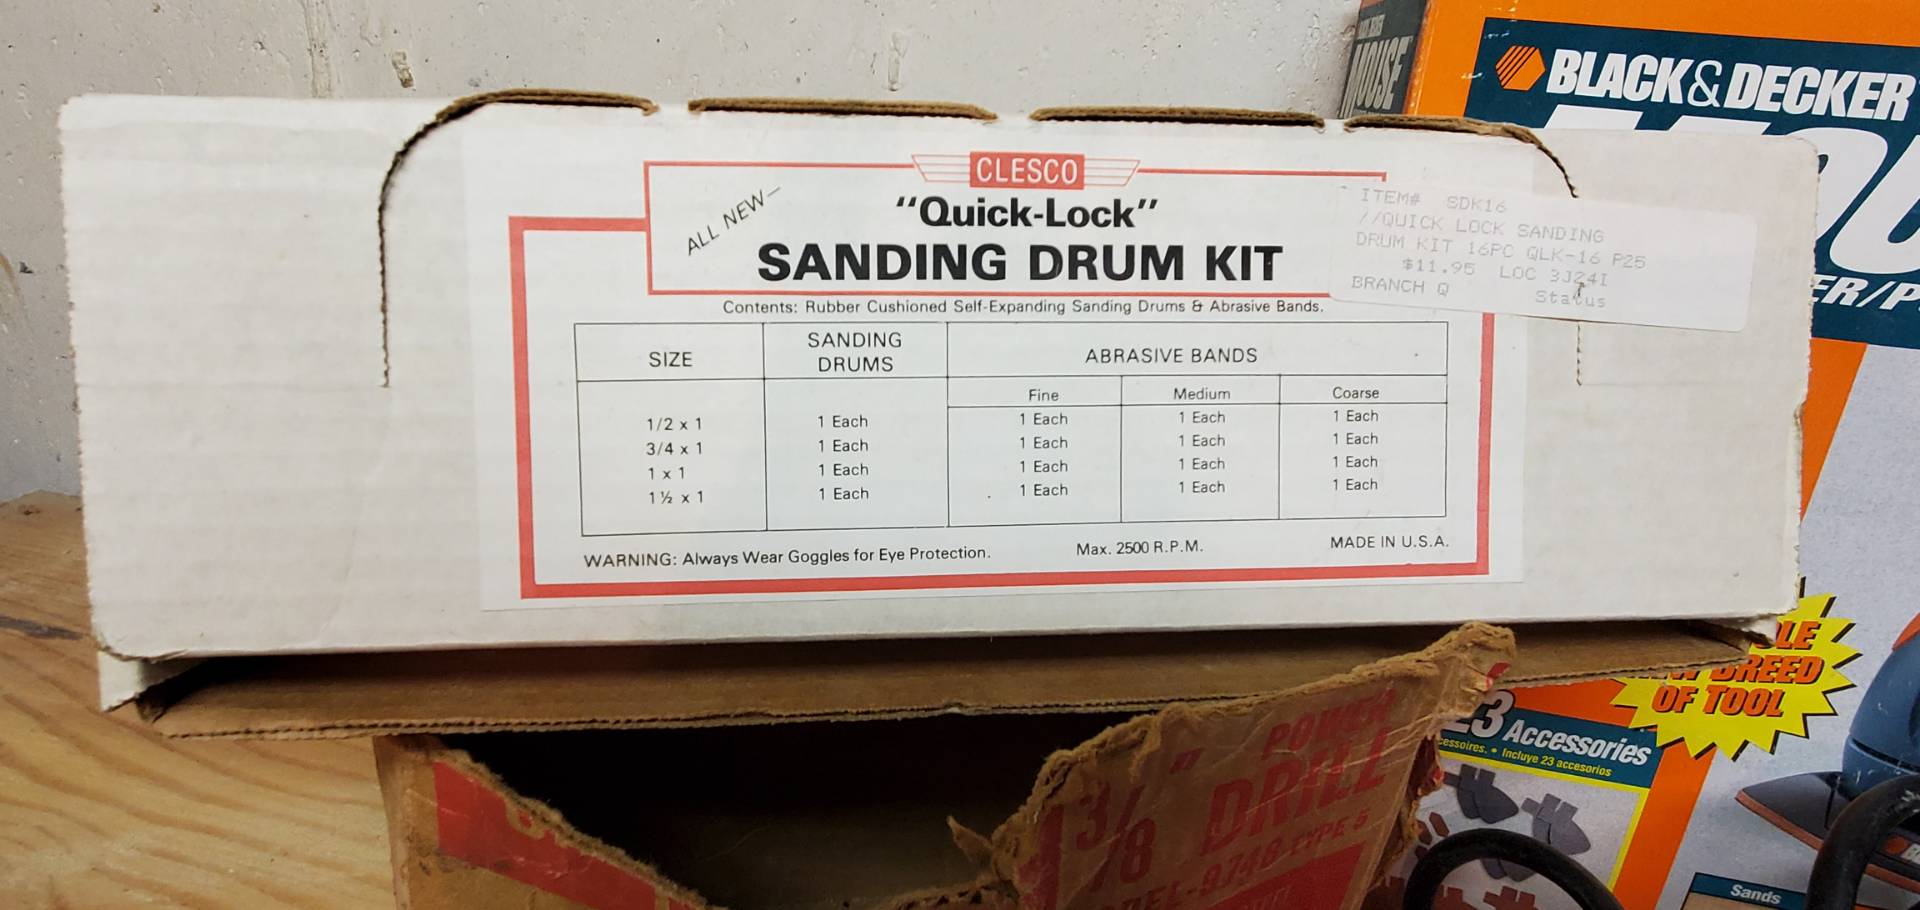 CLESCO
ALL NEW—
"Quick-Lock"
SANDING DRUM KIT
ITEM# SDK16
//QUICK LOCK SANDING
DRUM KIT 16PC QLK-16 P25
$11.95 LOC 3J24I
BRANCH Q Status
Contents: Rubber Cushioned Self-Expanding Sanding Drums & Abrasive Bands.
SIZE SANDING DRUMS ABRASIVE BANDS
Fine Medium Coarse
1/2 x 1 1 Each 1 Each 1 Each 1 Each
3/4 x 1 1 Each 1 Each 1 Each 1 Each
1 x 1 1 Each 1 Each 1 Each 1 Each
1½ x 1 1 Each 1 Each 1 Each 1 Each
WARNING: Always Wear Goggles for Eye Protection. Max. 2500 R.P.M. MADE IN U.S.A.
MOUSE
BLACK&DECKER
ER/P
LE
BREED
OF TOOL
23 Accessories
• Incluye 23 accesorios
Sands
3/8" POWER
DRILL
TYPE 5